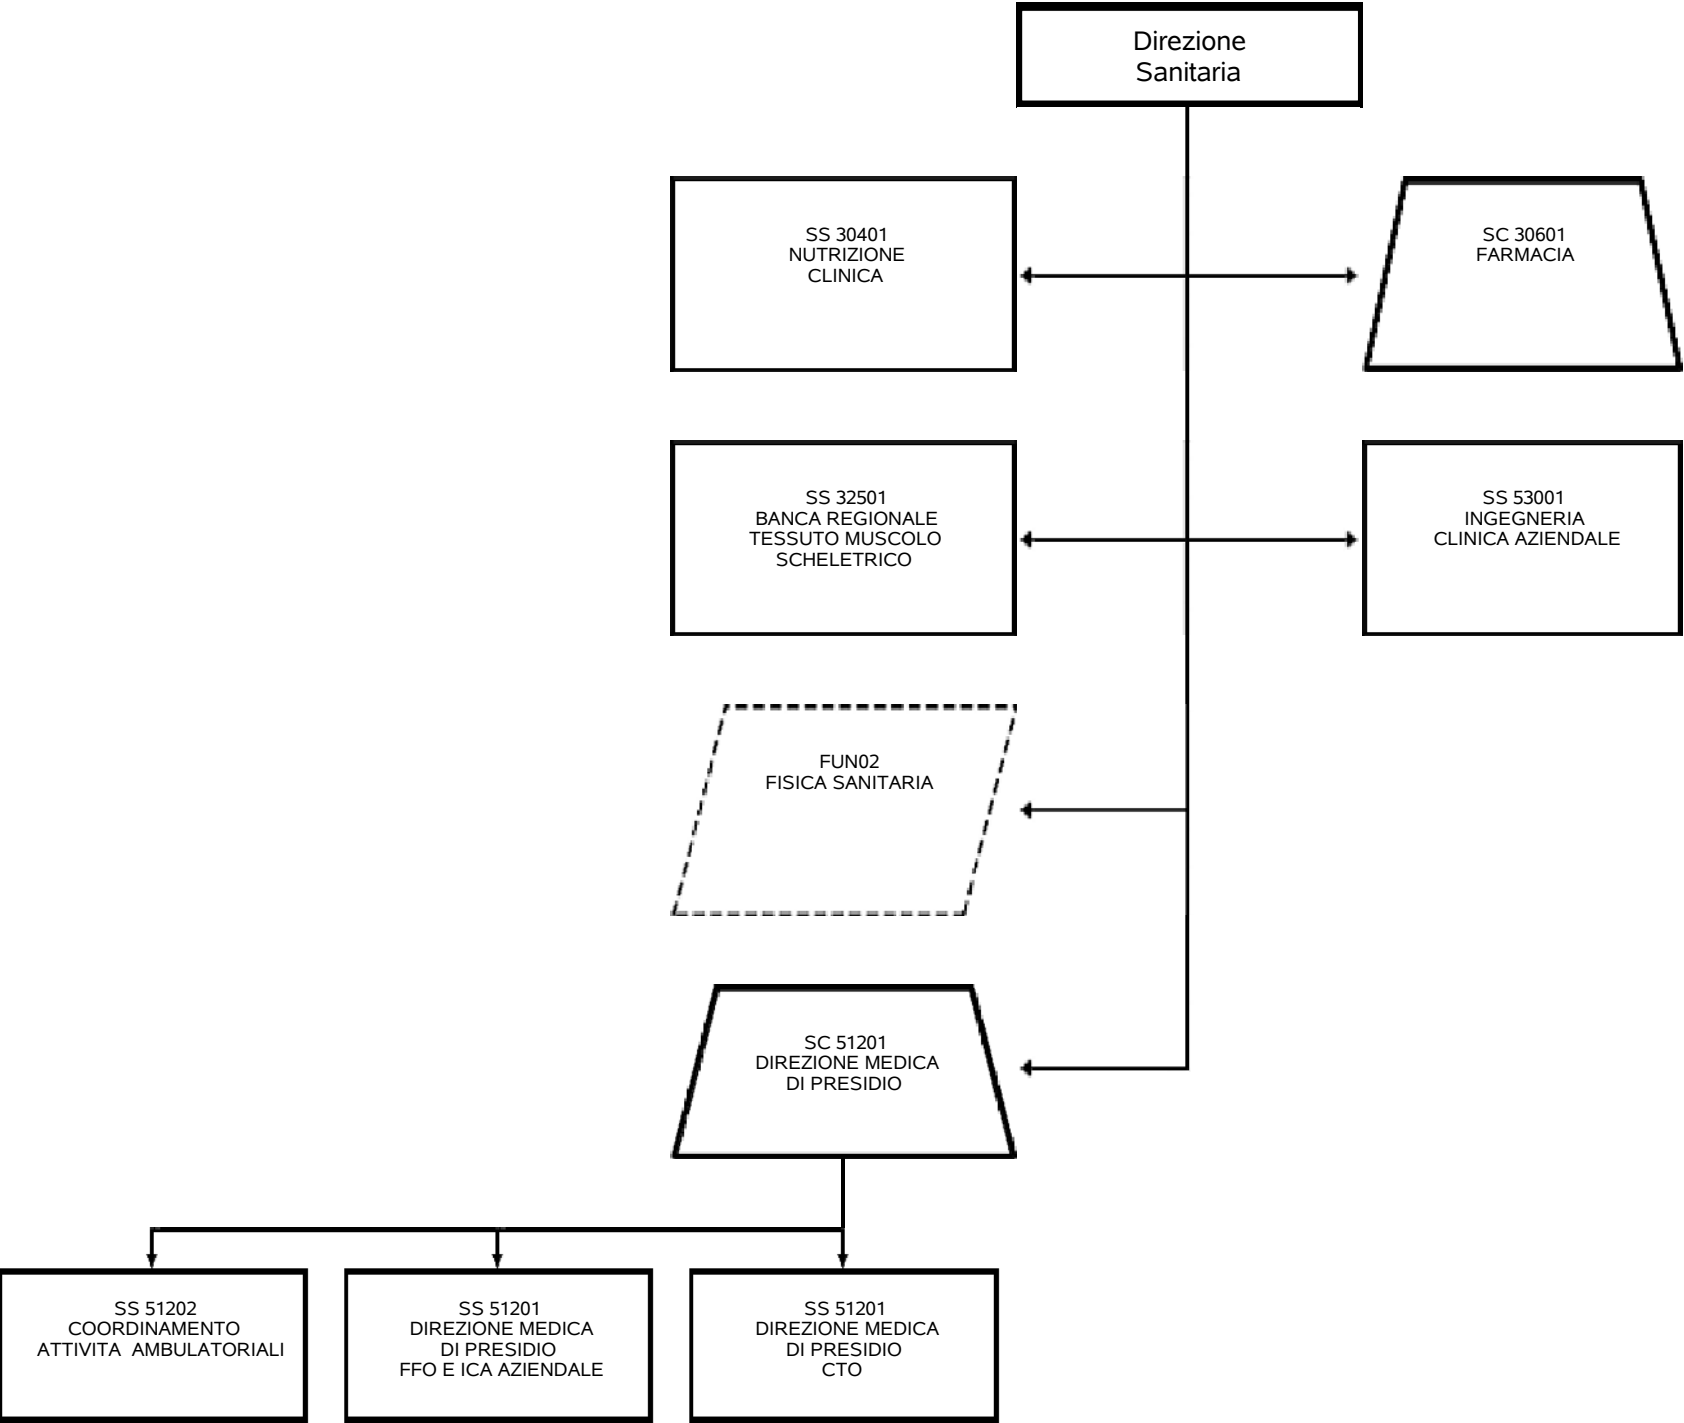 Direzione
Sanitaria
SS 30401
NUTRIZIONE
CLINICA
SC 30601
FARMACIA
SS 32501
BANCA REGIONALE
TESSUTO MUSCOLO
SCHELETRICO
SS 53001
INGEGNERIA
CLINICA AZIENDALE
FUN02
FISICA SANITARIA
SC 51201
DIREZIONE MEDICA
DI PRESIDIO
SS 51202
COORDINAMENTO
ATTIVITA  AMBULATORIALI
SS 51201
DIREZIONE MEDICA
DI PRESIDIO
FFO E ICA AZIENDALE
SS 51201
DIREZIONE MEDICA
DI PRESIDIO
CTO